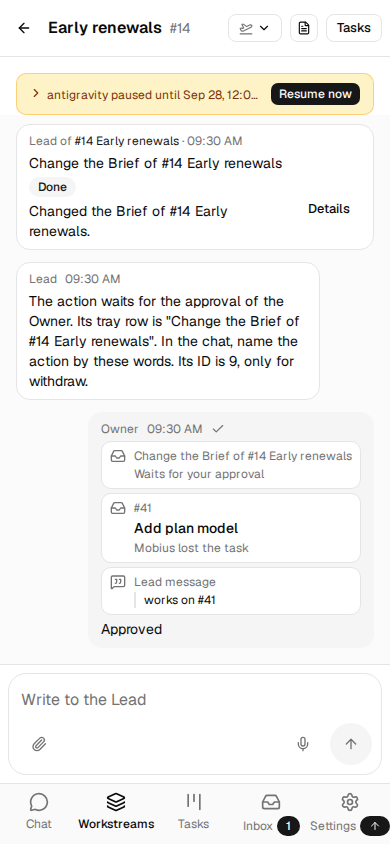 Early renewals #14
Tasks
antigravity paused until Sep 28, 12:0...
Resume now
Lead of #14 Early renewals · 09:30 AM
Change the Brief of #14 Early renewals
Done
Changed the Brief of #14 Early
renewals.
Details
Lead 09:30 AM
The action waits for the approval of the
Owner. Its tray row is "Change the Brief of
#14 Early renewals". In the chat, name the
action by these words. Its ID is 9, only for
withdraw.
Owner 09:30 AM
Change the Brief of #14 Early renewals
Waits for your approval
#41
Add plan model
Mobius lost the task
Lead message
works on #41
Approved
Write to the Lead
Chat
Workstreams
Tasks
Inbox 1
Settings